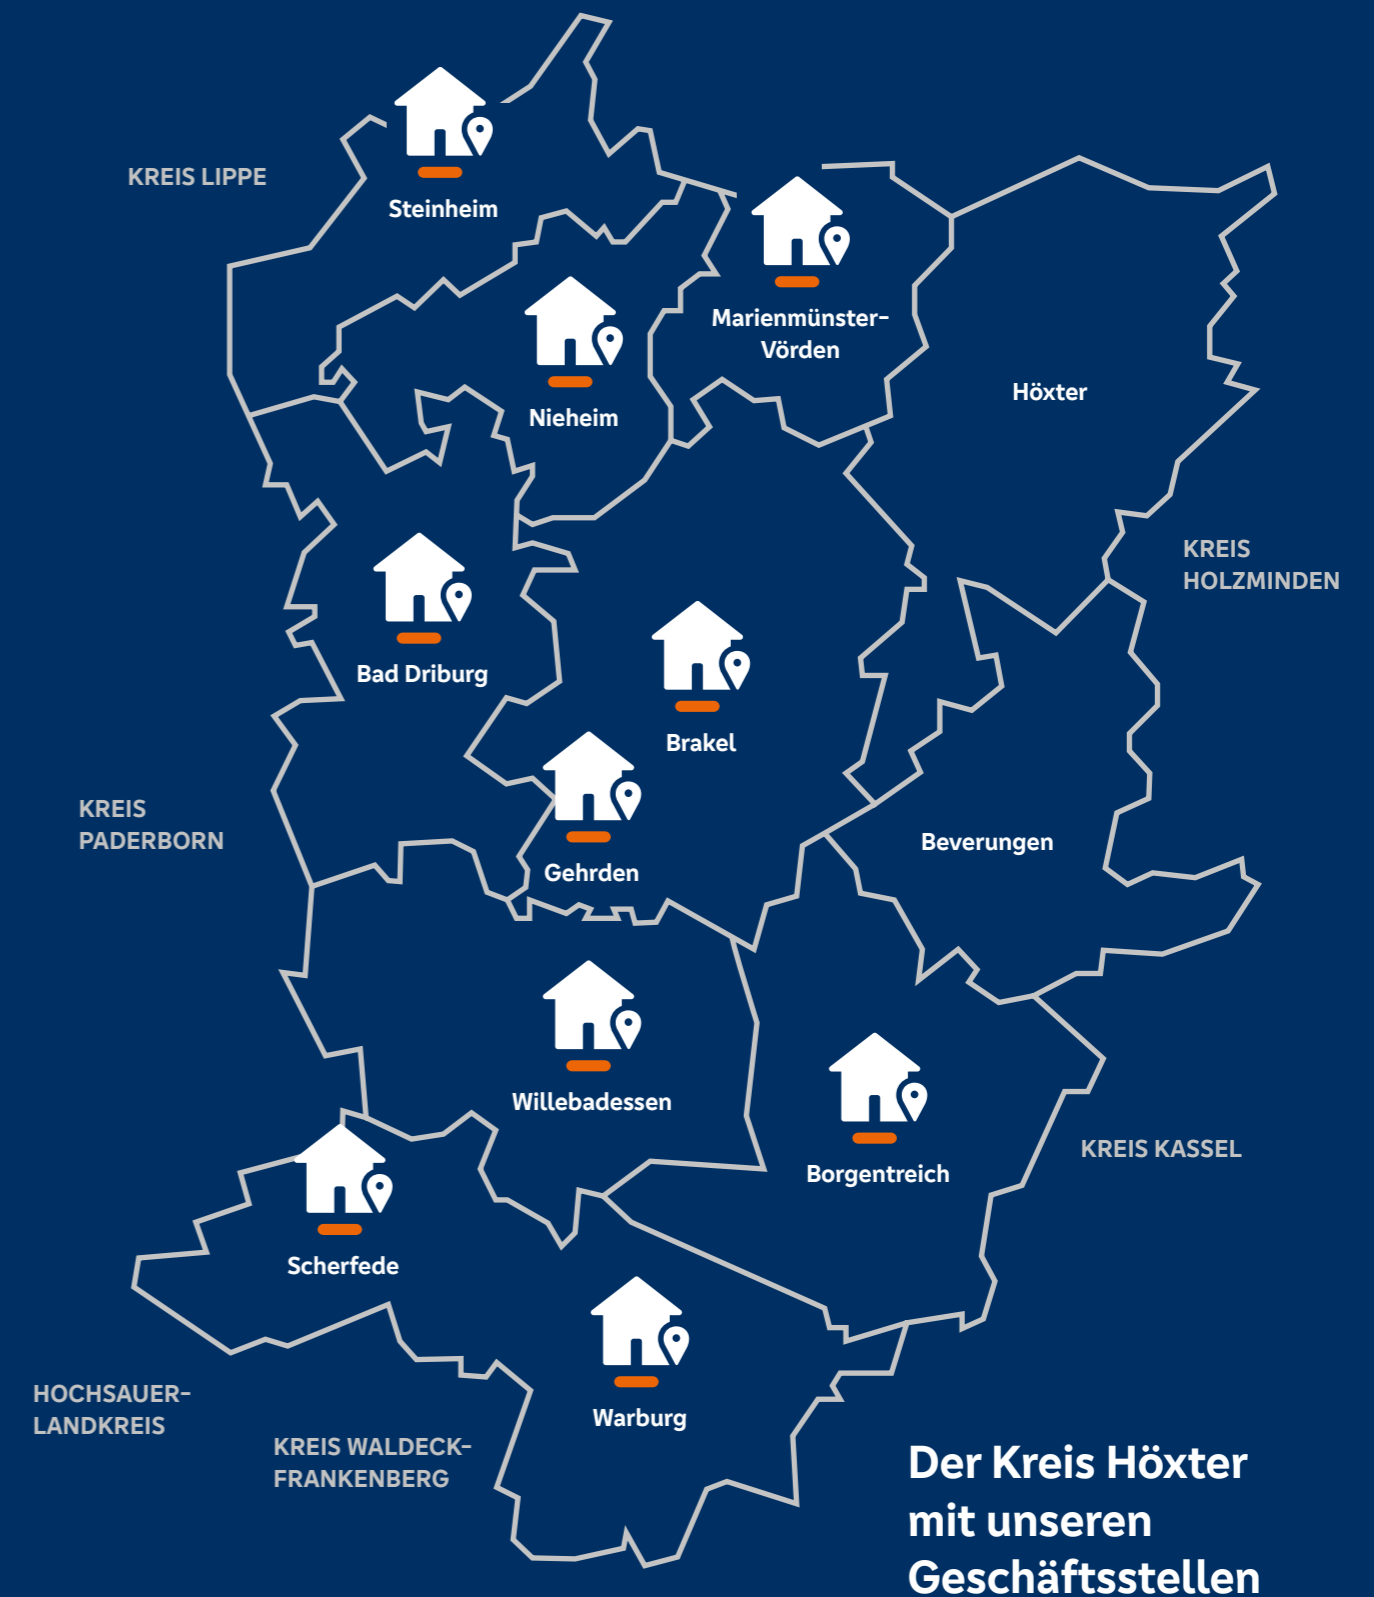 KREIS LIPPE
Steinheim
Marienmünster-
Vörden
Nieheim
Höxter
KREIS
HOLZMINDEN
Bad Driburg
Brakel
KREIS
PADERBORN
Beverungen
Gehrden
Willebadessen
KREIS KASSEL
Borgentreich
Scherfede
HOCHSAUER-
LANDKREIS
Warburg
KREIS WALDECK-
FRANKENBERG
Der Kreis Höxter
mit unseren
Geschäftsstellen